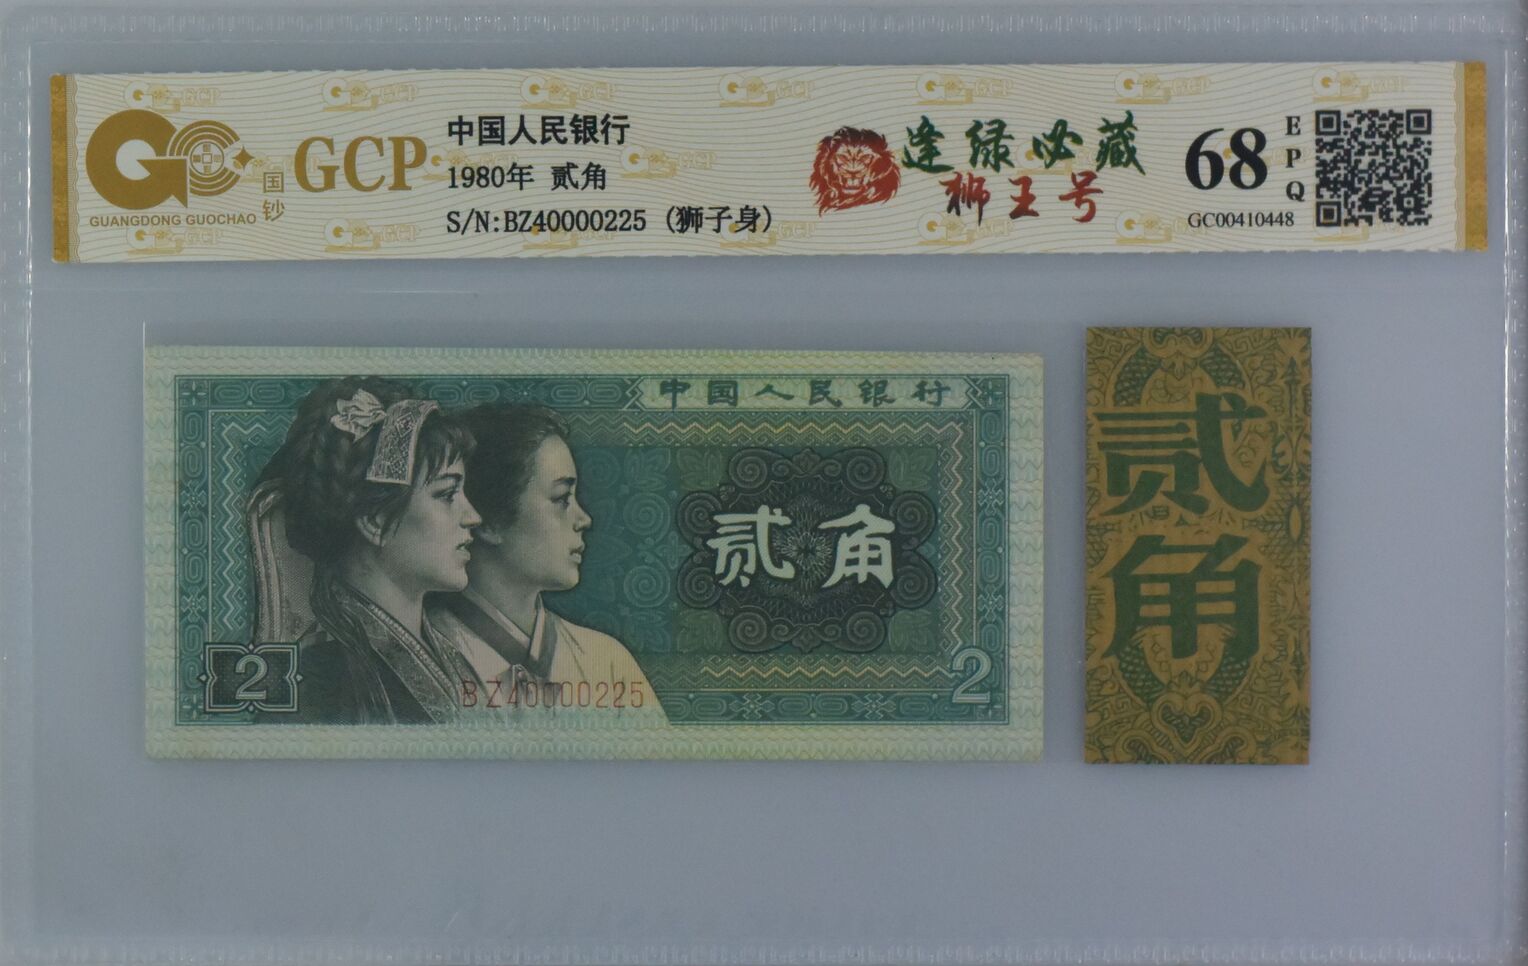 GCP
国钞
GUANGDONG GUOCHAO
中国人民银行
1980年 贰角
S/N:BZ40000225 (狮子身)
逢绿必藏
狮王号
68
EPQ
GC00410448
中国人民银行
贰角
2
BZ40000225
2
贰角